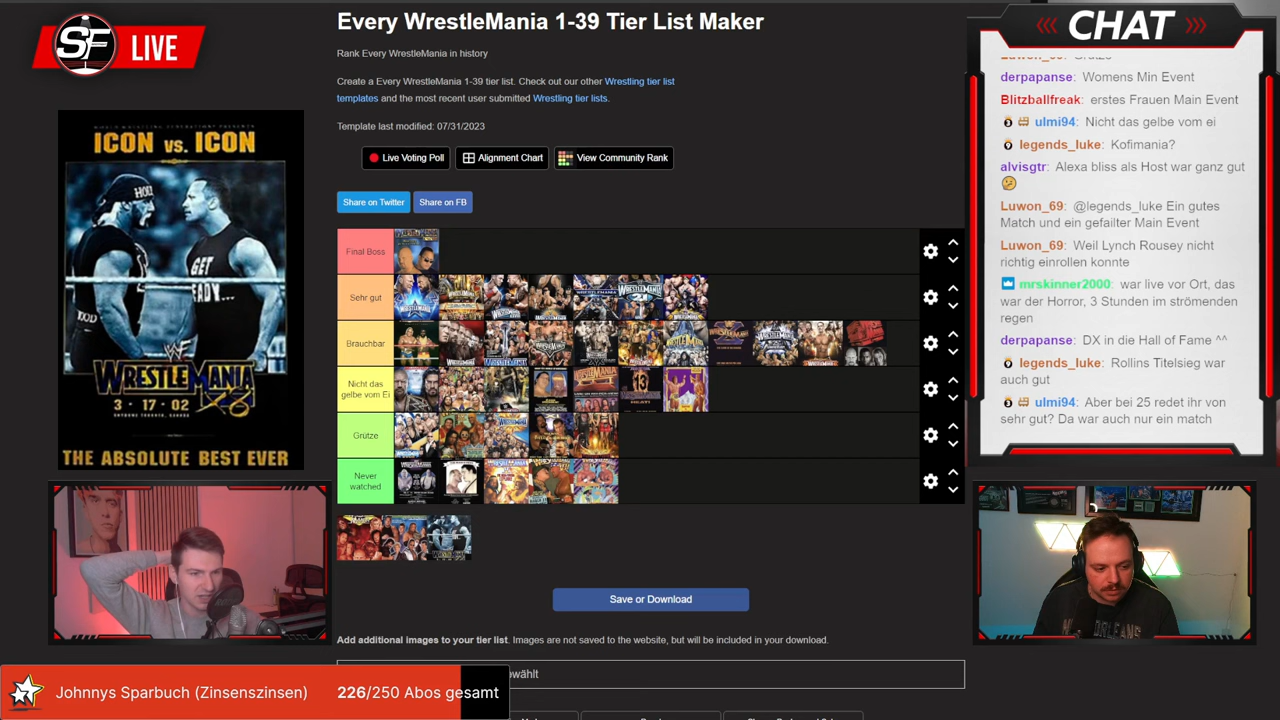 SF LIVE
ICON vs. ICON
HOLLY
GET
EADY...
WRESTLEMANIA
X8
3 · 17 · 02
THE ABSOLUTE BEST EVER
Every WrestleMania 1-39 Tier List Maker
Rank Every WrestleMania in history
Create a Every WrestleMania 1-39 tier list. Check out our other Wrestling tier list
templates and the most recent user submitted Wrestling tier lists.
Template last modified: 07/31/2023
Live Voting Poll
Alignment Chart
View Community Rank
Share on Twitter
Share on FB
Final Boss
Sehr gut
Brauchbar
Nicht das
gelbe vom Ei
Grütze
Never
watched
Save or Download
Add additional images to your tier list. Images are not saved to the website, but will be included in your download.
CHAT
derpapanse: Womens Min Event
Blitzballfreak: erstes Frauen Main Event
ulmi94: Nicht das gelbe vom ei
legends_luke: Kofimania?
alvisgtr: Alexa bliss als Host war ganz gut
Luwon_69: @legends_luke Ein gutes
Match und ein gefailter Main Event
Luwon_69: Weil Lynch Rousey nicht
richtig einrollen konnte
mrskinner2000: war live vor Ort, das
war der Horror, 3 Stunden im strömenden
regen
derpapanse: DX in die Hall of Fame ^^
legends_luke: Rollins Titelsieg war
auch gut
ulmi94: Aber bei 25 redet ihr von
sehr gut? Da war auch nur ein match
Johnnys Sparbuch (Zinsenszinsen)
226/250 Abos gesamt